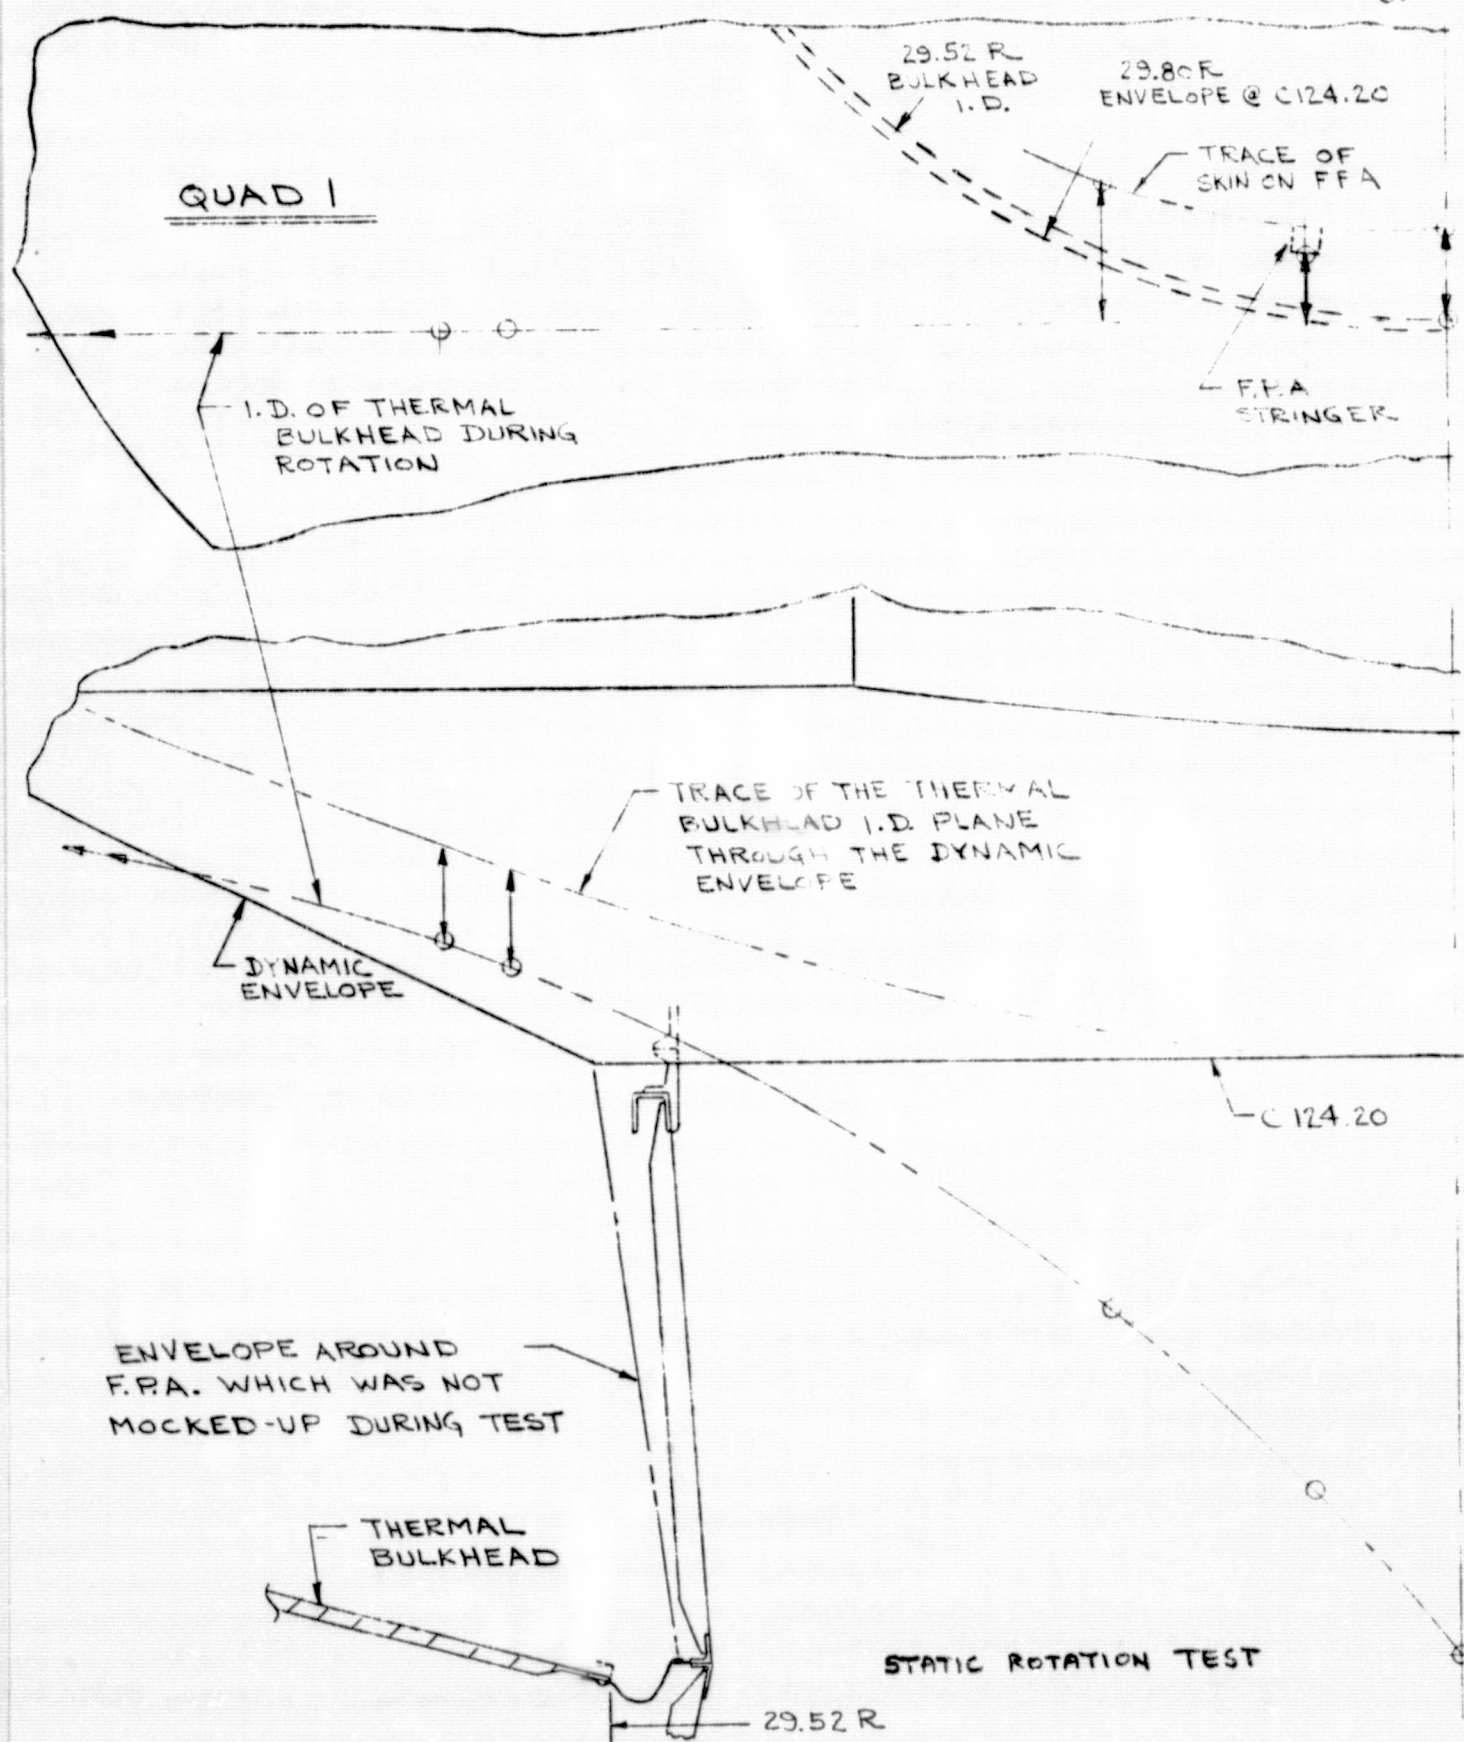 29.52 R
BULKHEAD
I.D.
29.80 R
ENVELOPE @ C124.20
TRACE OF
SKIN ON FFA
QUAD 1
I.D. OF THERMAL
BULKHEAD DURING
ROTATION
F.P.A
STRINGER
TRACE OF THE THERMAL
BULKHEAD I.D. PLANE
THROUGH THE DYNAMIC
ENVELOPE
DYNAMIC
ENVELOPE
C 124.20
ENVELOPE AROUND
F.P.A. WHICH WAS NOT
MOCKED-UP DURING TEST
THERMAL
BULKHEAD
STATIC ROTATION TEST
29.52 R